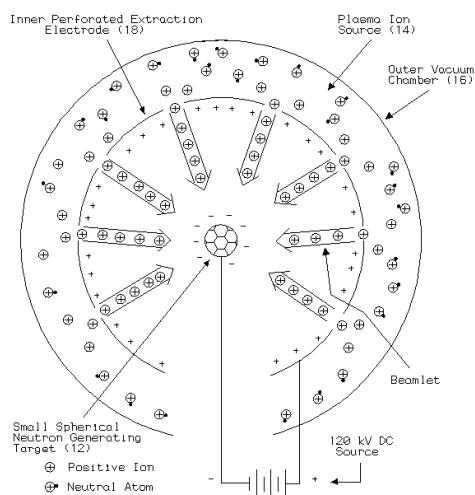 Inner Perforated Extraction
Electrode (18)
Plasma Ion
Source (14)
Outer Vacuum
Chamber (16)
Beamlet
Small Spherical
Neutron Generating
Target (12)
120 kV DC
Source
- +
Positive Ion
Neutral Atom